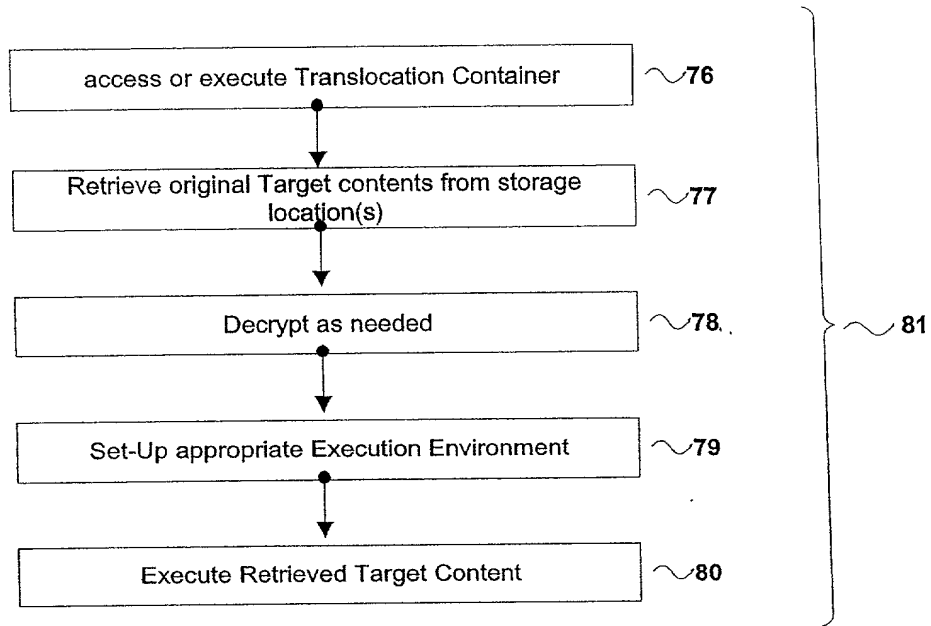 access or execute Translocation Container
76
Retrieve original Target contents from storage
location(s)
77
Decrypt as needed
78
81
Set-Up appropriate Execution Environment
79
Execute Retrieved Target Content
80